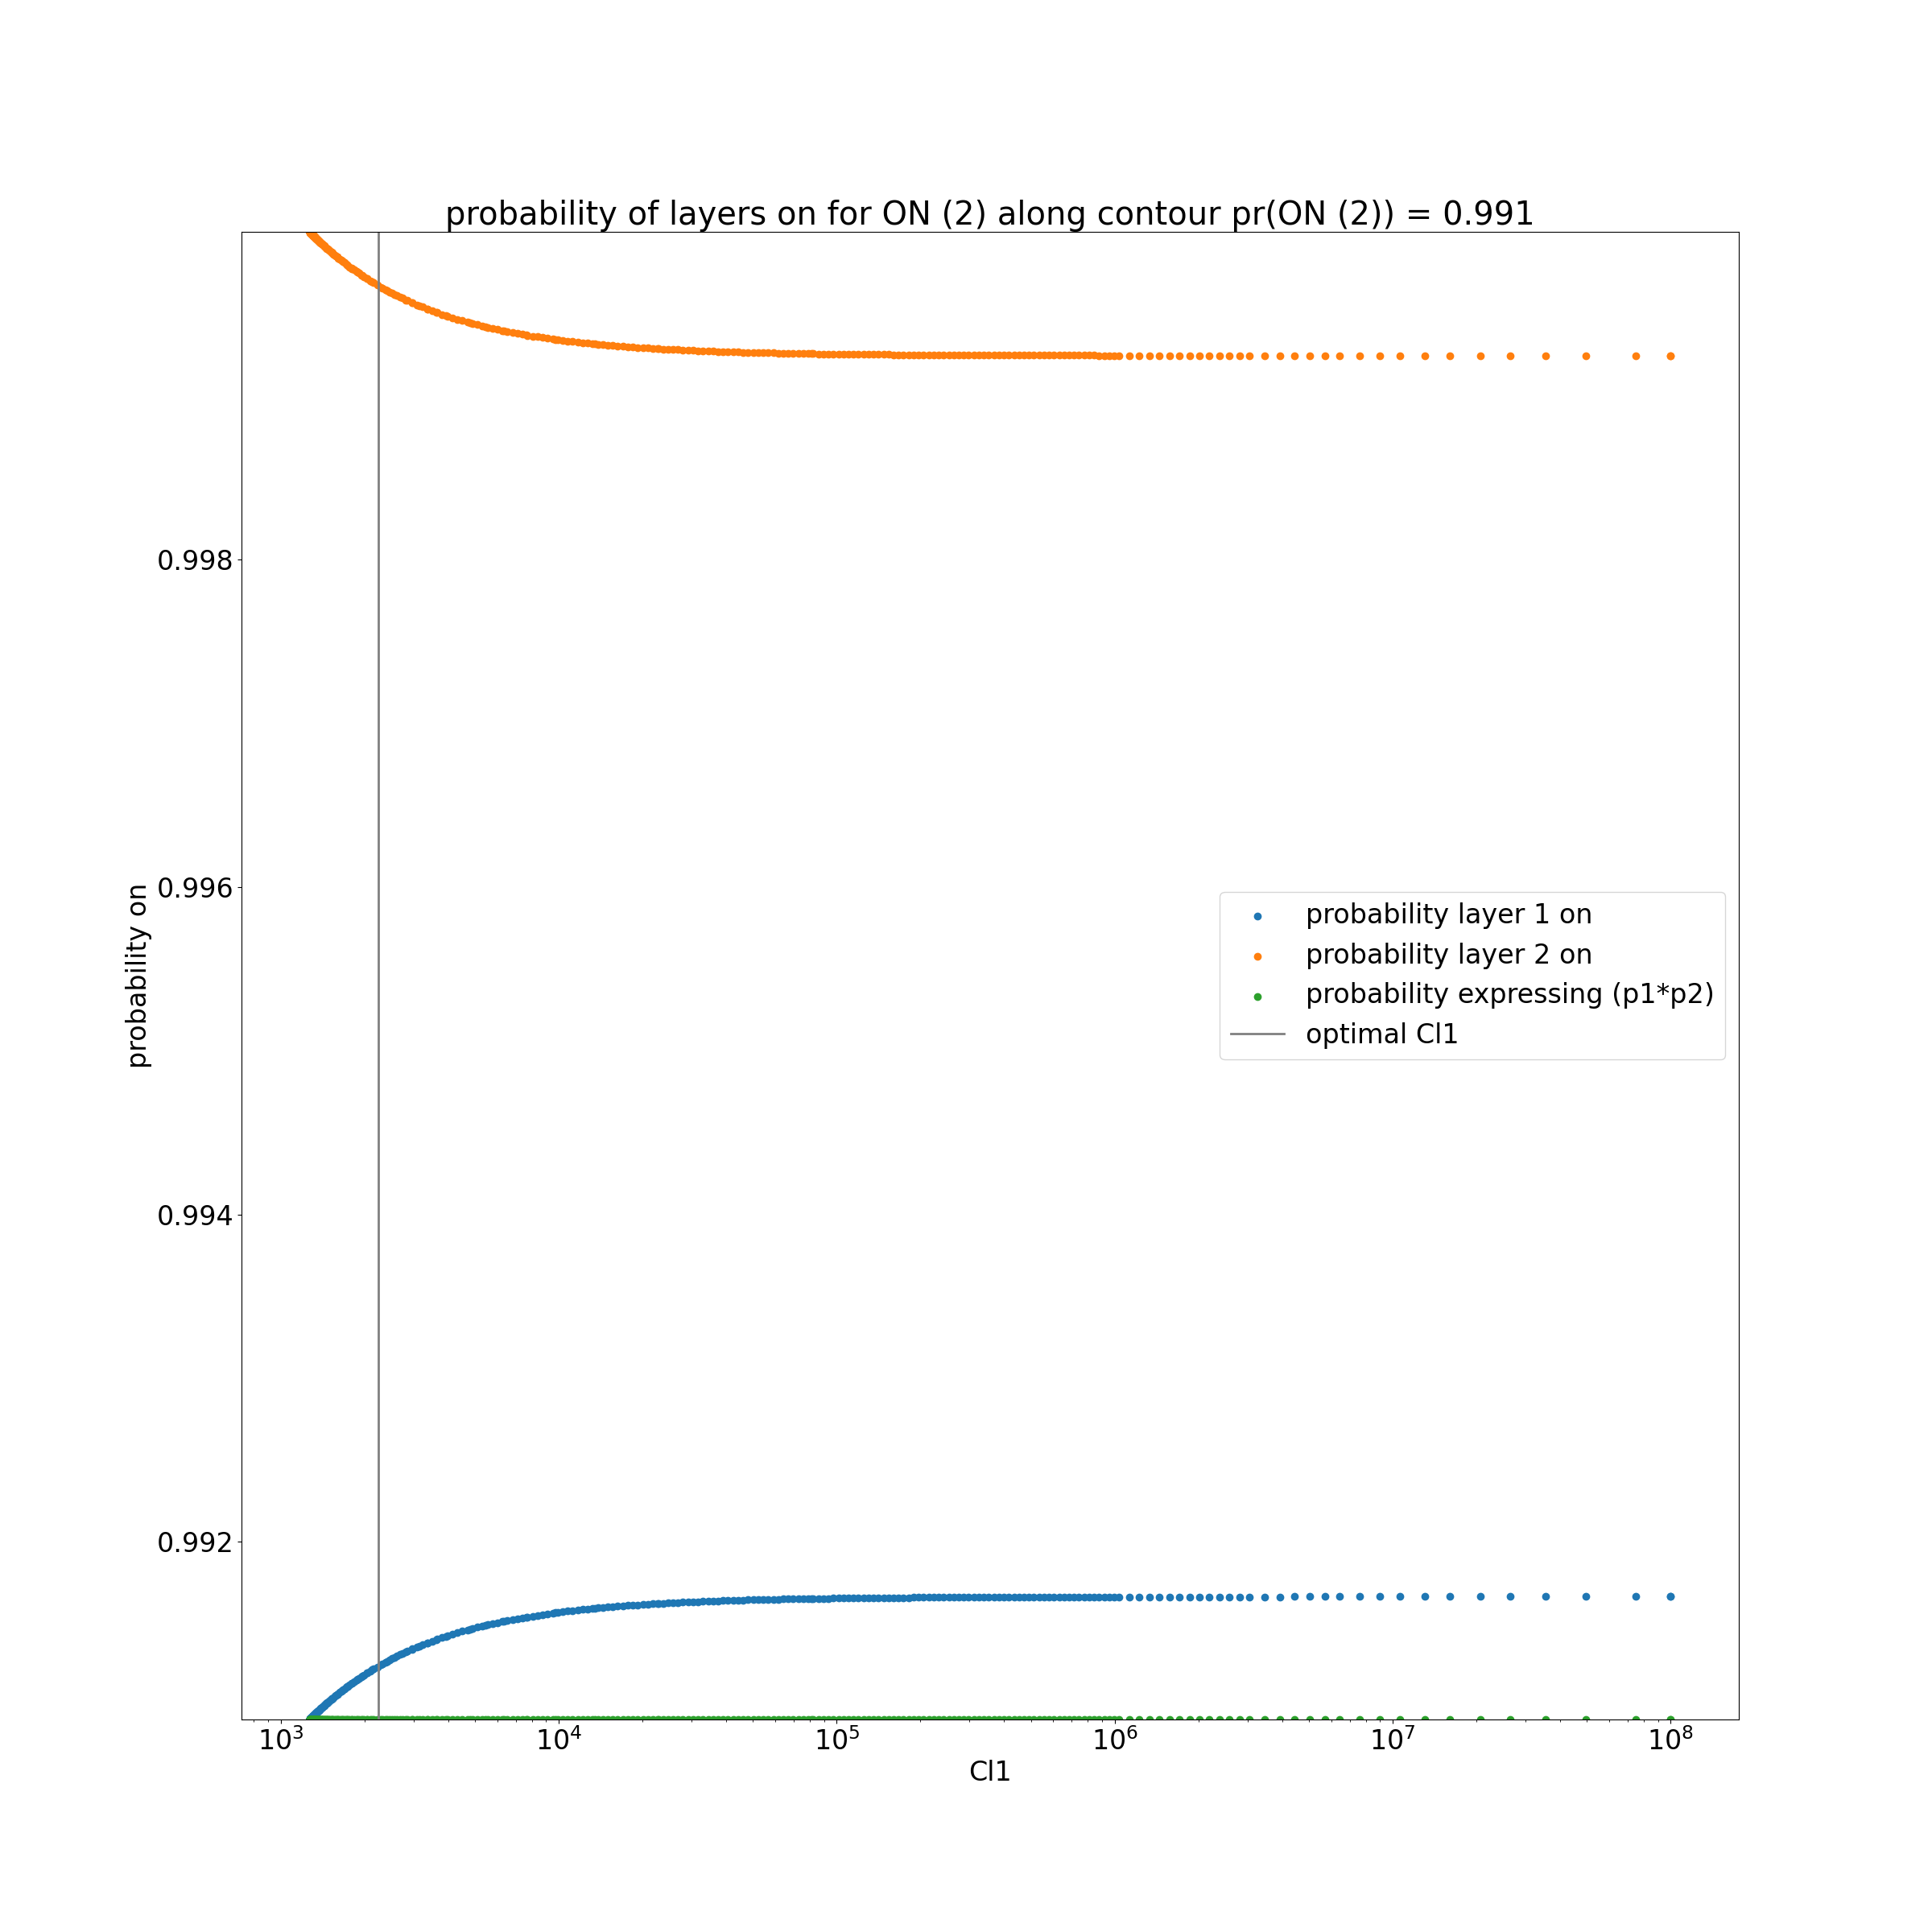 probability of layers on for ON (2) along contour pr(ON (2)) = 0.991
probability on
0.998
0.996
0.994
0.992
probability layer 1 on
probability layer 2 on
probability expressing (p1*p2)
optimal Cl1
10³ 10⁴ 10⁵ 10⁶ 10⁷ 10⁸
Cl1